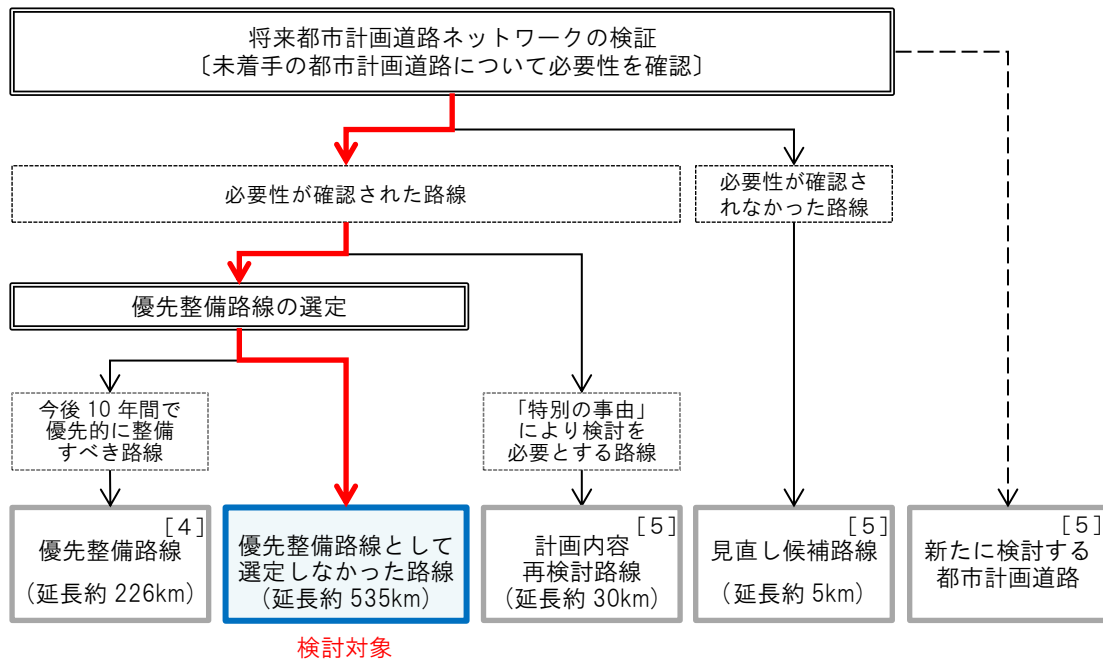 将来都市計画道路ネットワークの検証
〔未着手の都市計画道路について必要性を確認〕
必要性が確認された路線
必要性が確認さ
れなかった路線
優先整備路線の選定
今後 10 年間で
優先的に整備
すべき路線
「特別の事由」
により検討を
必要とする路線
[4]
優先整備路線
(延長約 226km)
優先整備路線として
選定しなかった路線
(延長約 535km)
[5]
計画内容
再検討路線
(延長約 30km)
[5]
見直し候補路線
(延長約 5km)
[5]
新たに検討する
都市計画道路
検討対象